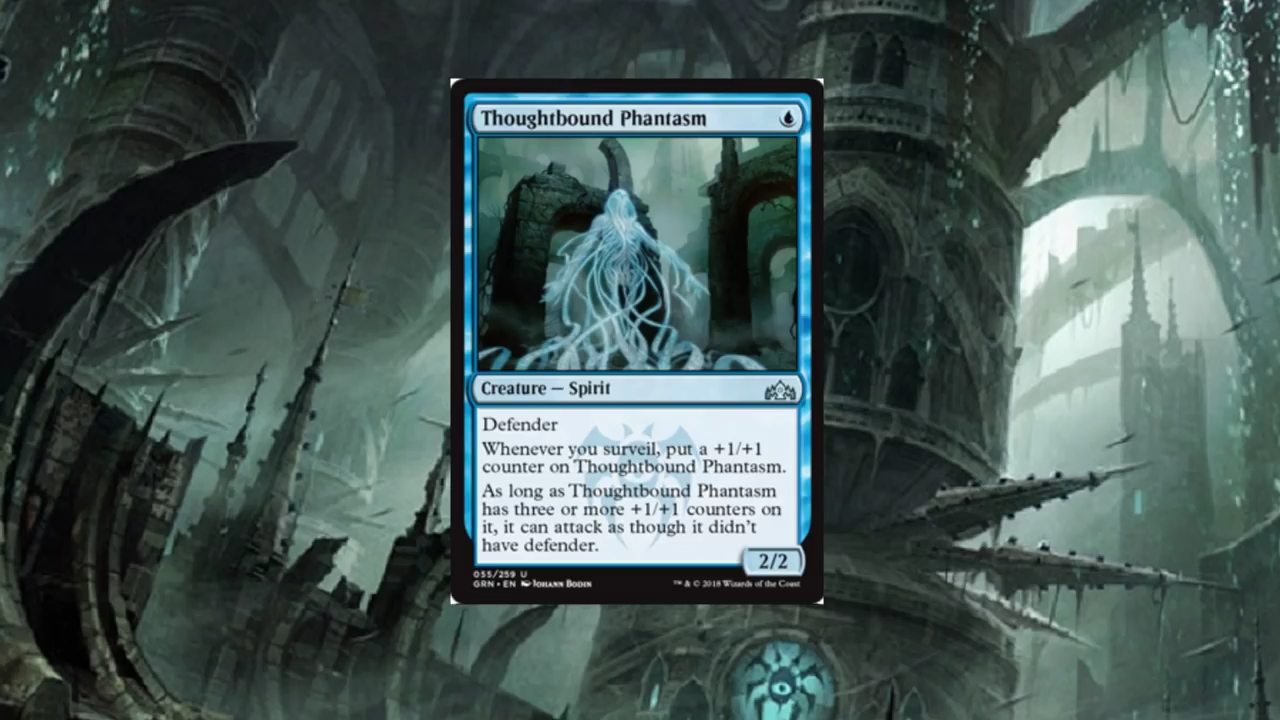 Thoughtbound Phantasm
Creature — Spirit
Defender
Whenever you surveil, put a +1/+1
counter on Thoughtbound Phantasm.
As long as Thoughtbound Phantasm
has three or more +1/+1 counters on
it, it can attack as though it didn't
have defender.
2/2
055/259 U
GRN • EN Johann Bodin
™ & © 2018 Wizards of the Coast